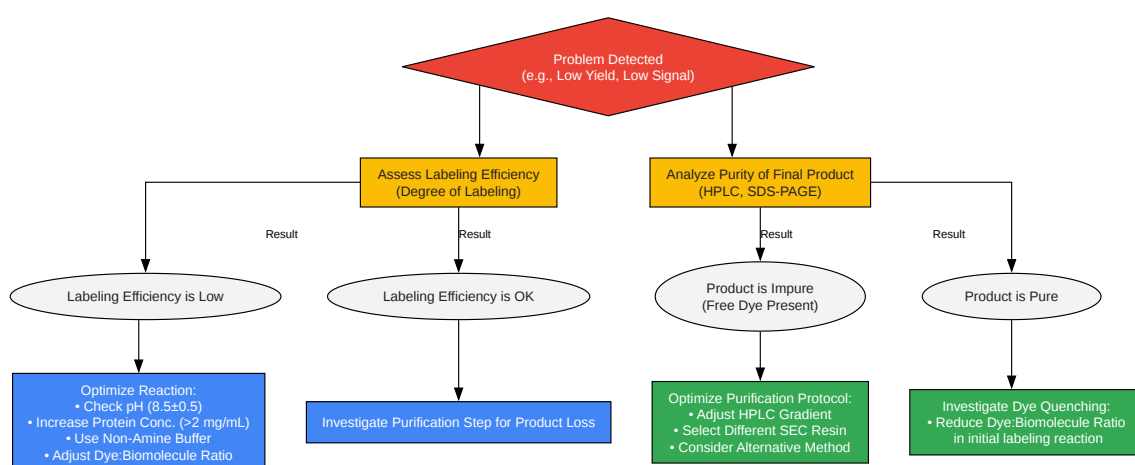 Problem Detected
(e.g., Low Yield, Low Signal)
Assess Labeling Efficiency
(Degree of Labeling)
Analyze Purity of Final Product
(HPLC, SDS-PAGE)
Result
Result
Result
Result
Labeling Efficiency is Low
Labeling Efficiency is OK
Product is Impure
(Free Dye Present)
Product is Pure
Optimize Reaction:
• Check pH (8.5±0.5)
• Increase Protein Conc. (>2 mg/mL)
• Use Non-Amine Buffer
• Adjust Dye:Biomolecule Ratio
Investigate Purification Step for Product Loss
Optimize Purification Protocol:
• Adjust HPLC Gradient
• Select Different SEC Resin
• Consider Alternative Method
Investigate Dye Quenching:
• Reduce Dye:Biomolecule Ratio
in initial labeling reaction